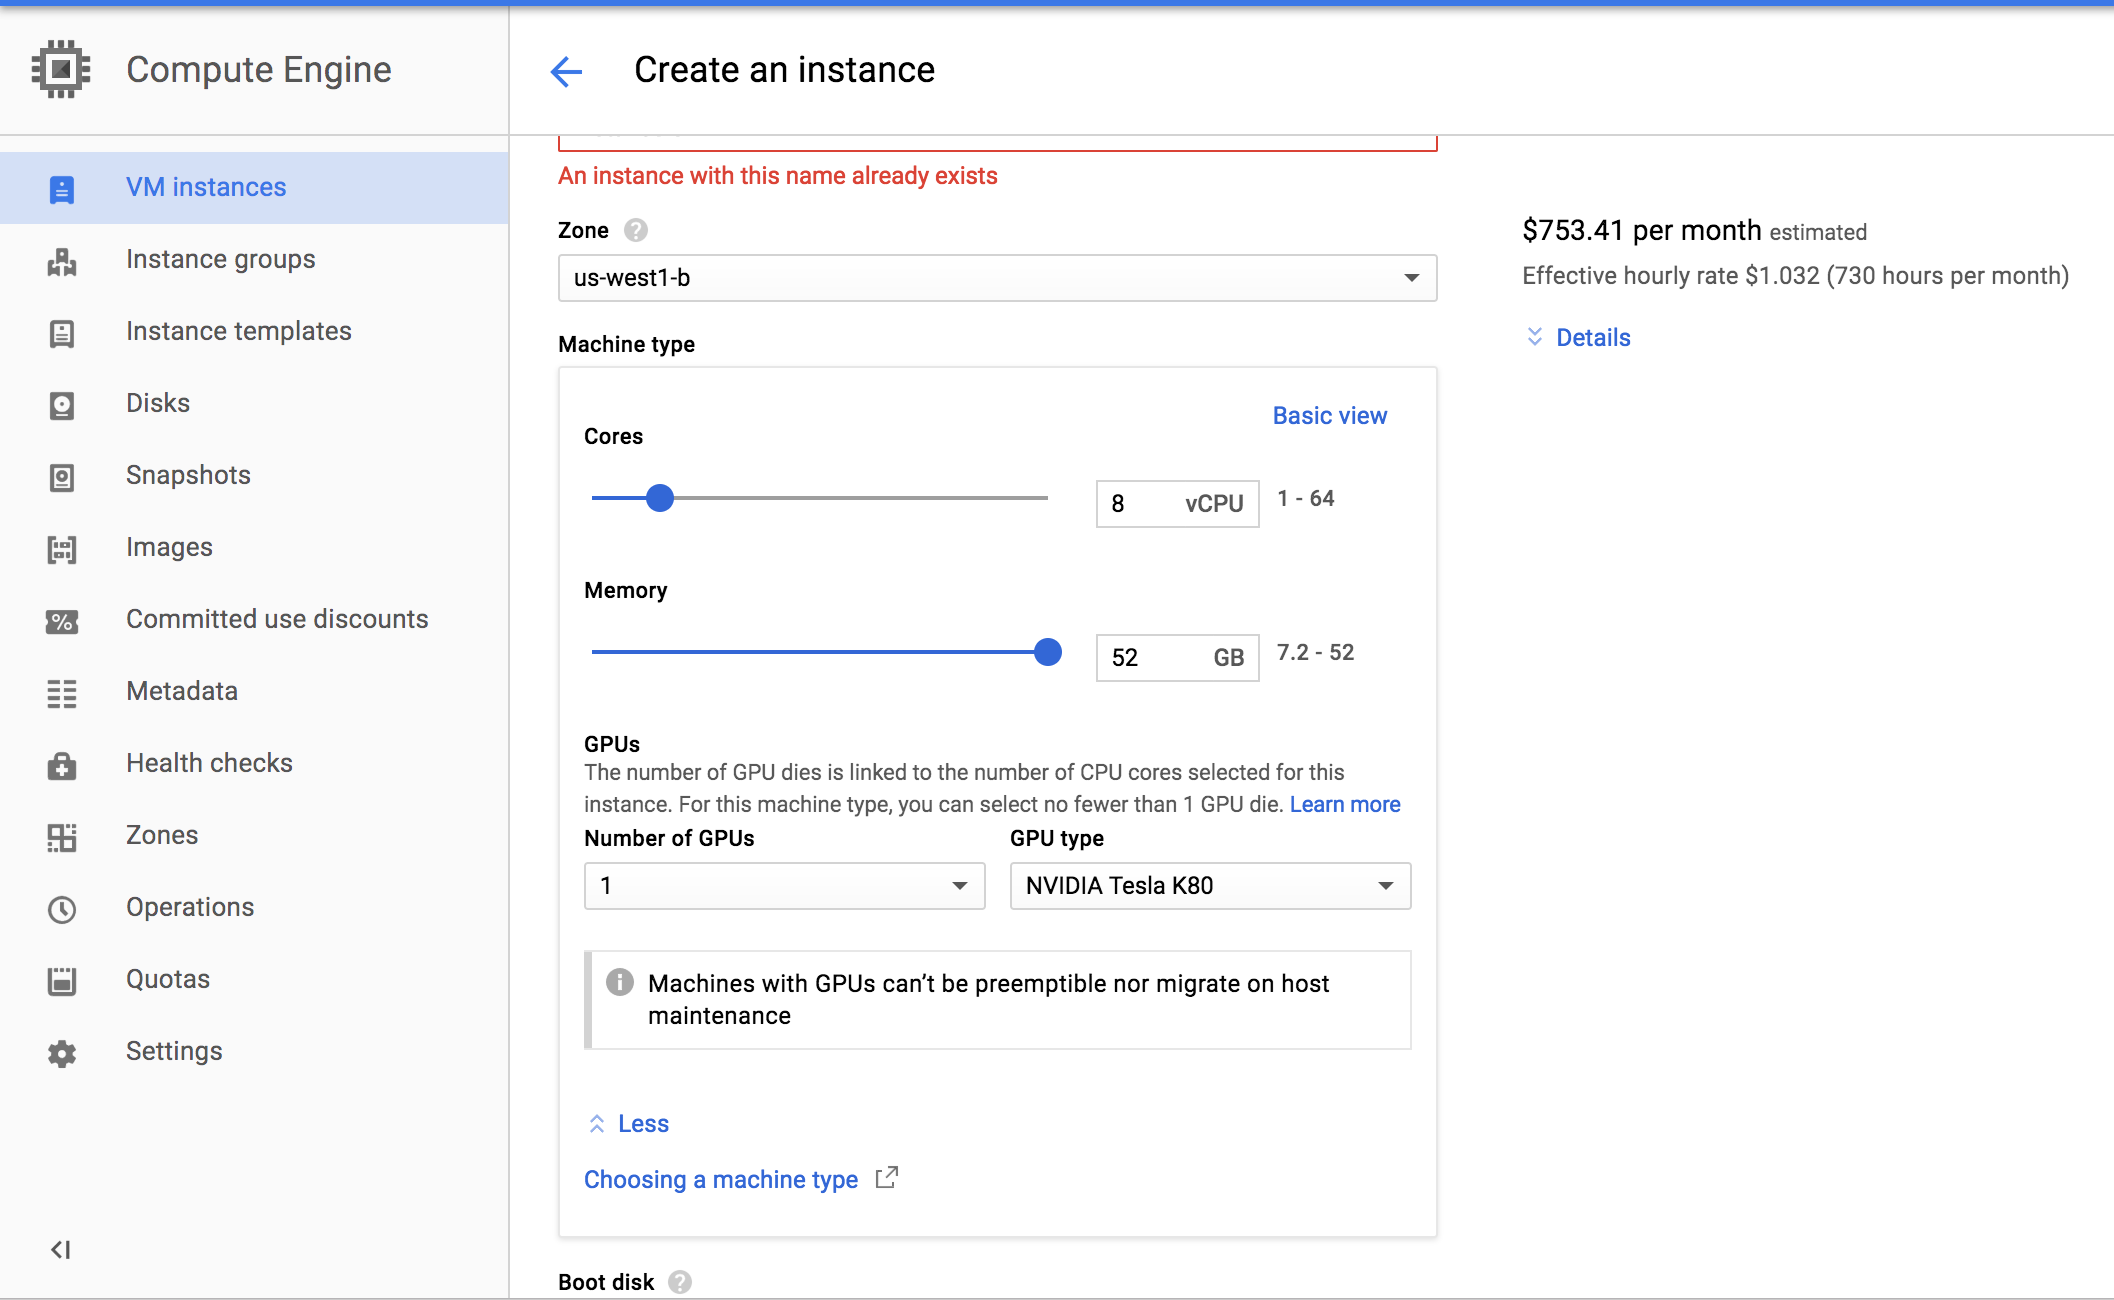 Compute Engine
Create an instance
VM instances
Instance groups
Instance templates
Disks
Snapshots
Images
Committed use discounts
Metadata
Health checks
Zones
Operations
Quotas
Settings
An instance with this name already exists
Zone ?
us-west1-b
Machine type
Basic view
Cores
8 vCPU 1 - 64
Memory
52 GB 7.2 - 52
GPUs
The number of GPU dies is linked to the number of CPU cores selected for this
instance. For this machine type, you can select no fewer than 1 GPU die. Learn more
Number of GPUs GPU type
1 NVIDIA Tesla K80
Machines with GPUs can’t be preemptible nor migrate on host
maintenance
Less
Choosing a machine type
Boot disk ?
$753.41 per month estimated
Effective hourly rate $1.032 (730 hours per month)
Details